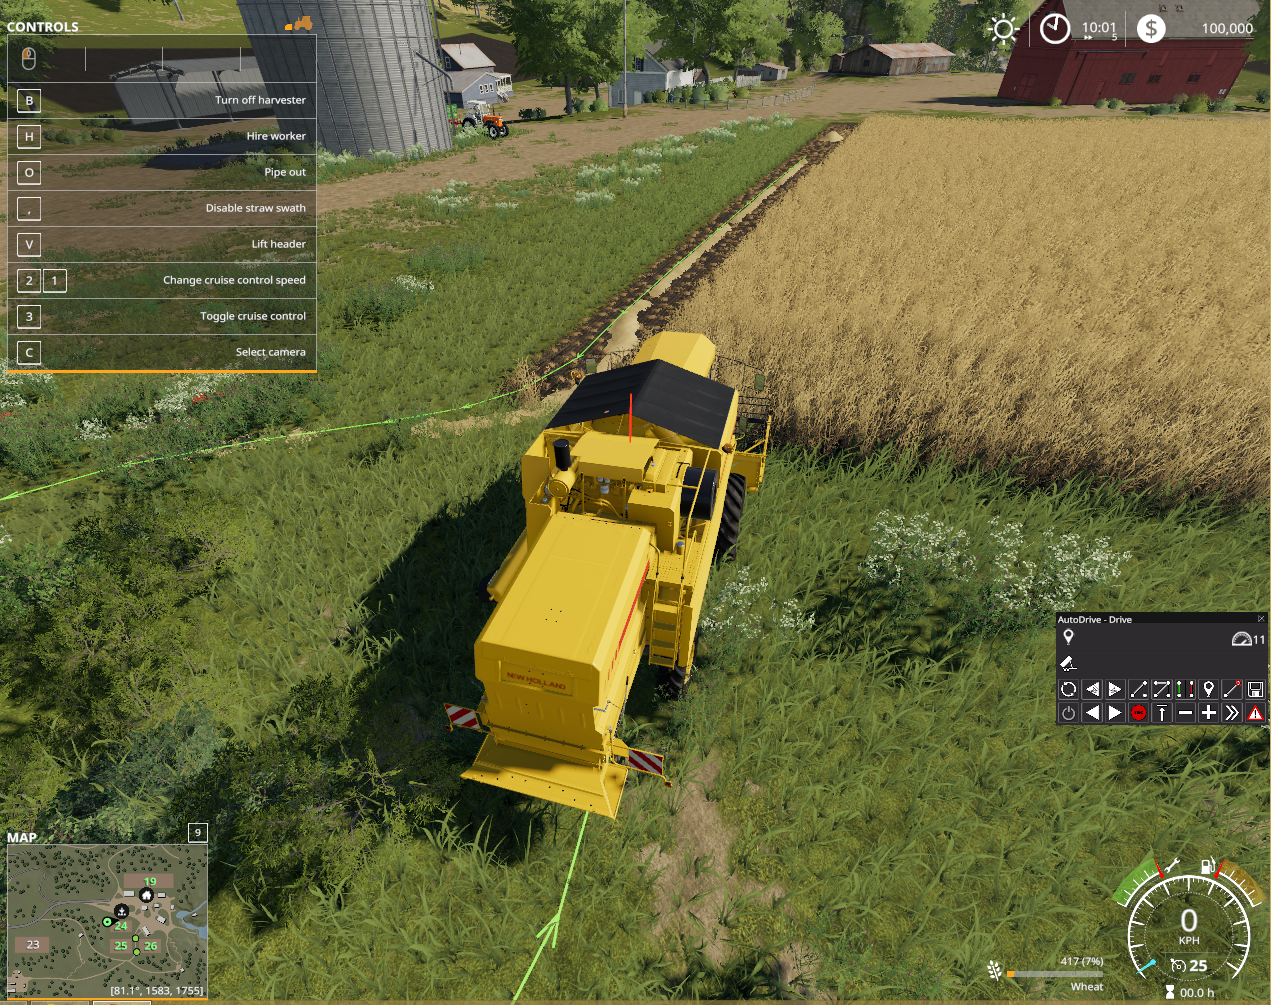 CONTROLS
B Turn off harvester
H Hire worker
O Pipe out
, Disable straw swath
V Lift header
2 1 Change cruise control speed
3 Toggle cruise control
C Select camera
10:01
$ 100,000
NEW HOLLAND
AutoDrive - Drive
11
MAP 9
19
24
23 25 26
[81.1°, 1583, 1755]
417 (7%)
Wheat
0
KPH
25
00.0 h